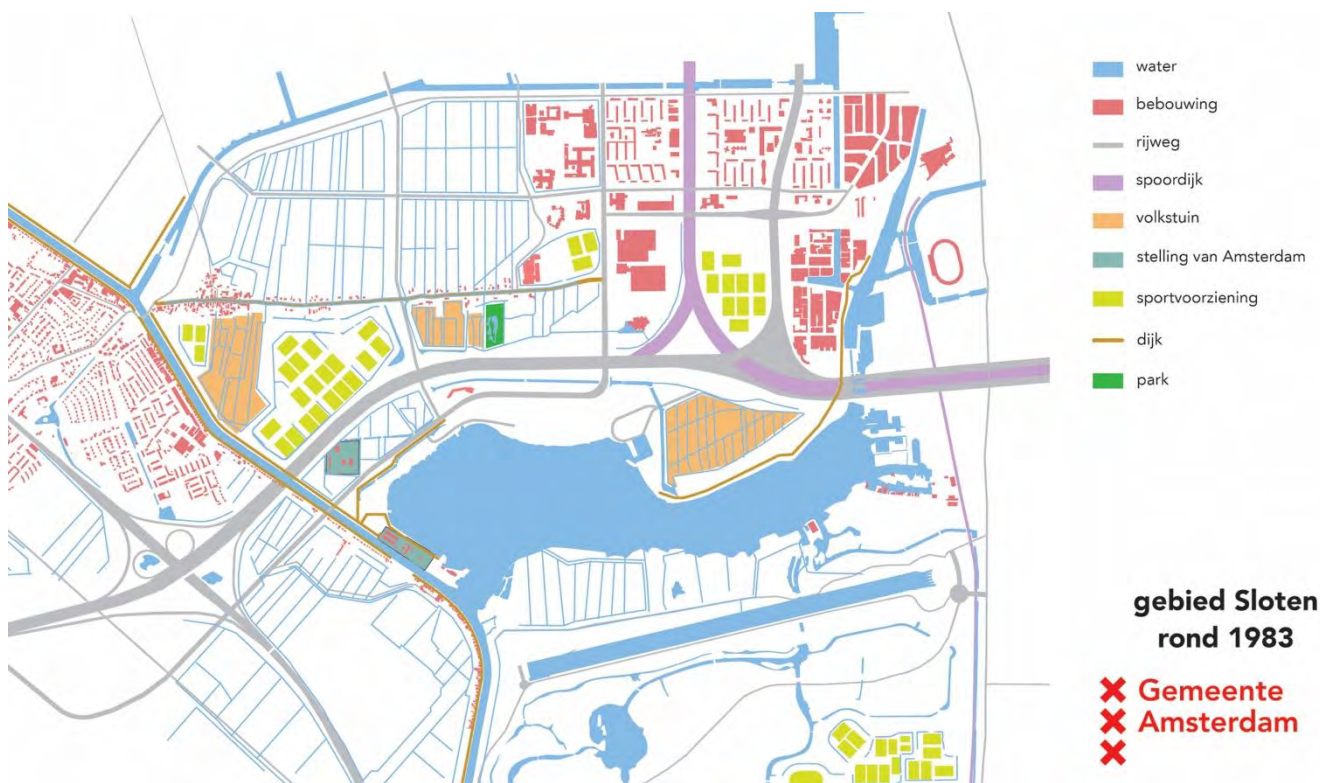 water
bebouwing
rijweg
spoordijk
volkstuin
stelling van Amsterdam
sportvoorziening
dijk
park
gebied Sloten
rond 1983
Gemeente
Amsterdam